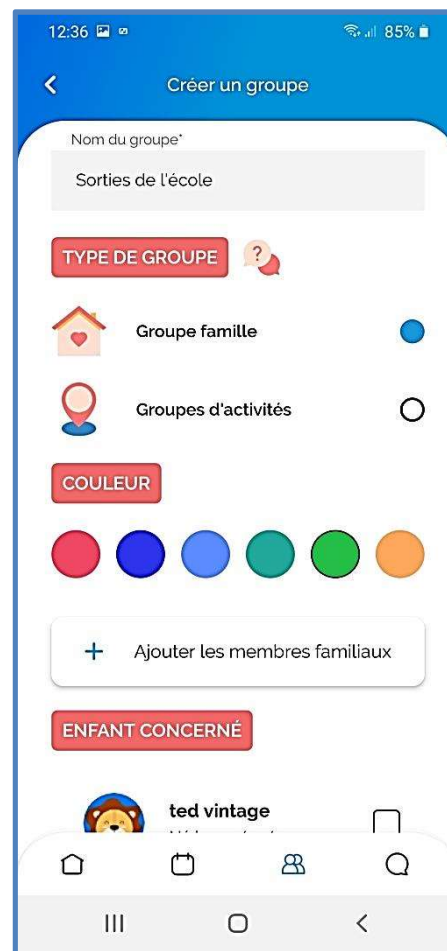 12:36 85%
Créer un groupe
Nom du groupe*
Sorties de l'école
TYPE DE GROUPE ?
Groupe famille
Groupes d'activités
COULEUR
+ Ajouter les membres familiaux
ENFANT CONCERNÉ
ted vintage